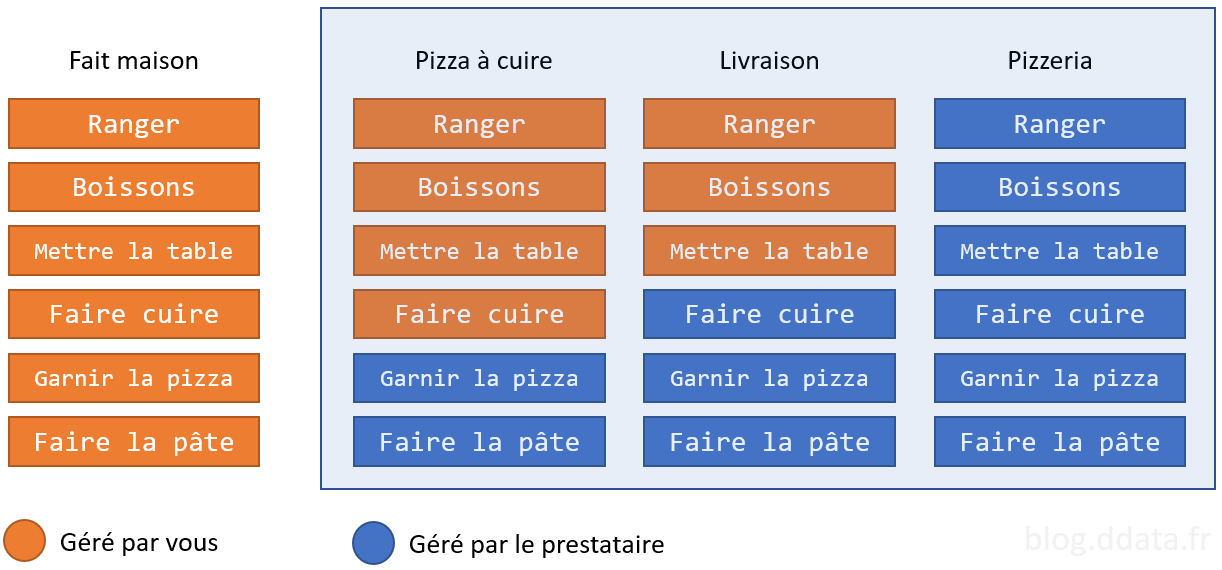 Fait maison
Pizza à cuire
Livraison
Pizzeria
Ranger
Ranger
Ranger
Ranger
Boissons
Boissons
Boissons
Boissons
Mettre la table
Mettre la table
Mettre la table
Mettre la table
Faire cuire
Faire cuire
Faire cuire
Faire cuire
Garnir la pizza
Garnir la pizza
Garnir la pizza
Garnir la pizza
Faire la pâte
Faire la pâte
Faire la pâte
Faire la pâte
Géré par vous
Géré par le prestataire
blog.ddata.fr